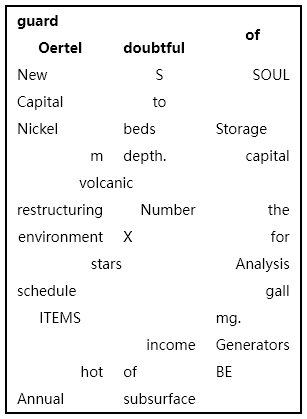 guard of
Oertel doubtful
New S SOUL
Capital to
Nickel beds Storage
m depth. capital
volcanic
restructuring Number the
environment X for
stars Analysis
schedule gall
ITEMS mg.
income Generators
hot of BE
Annual subsurface